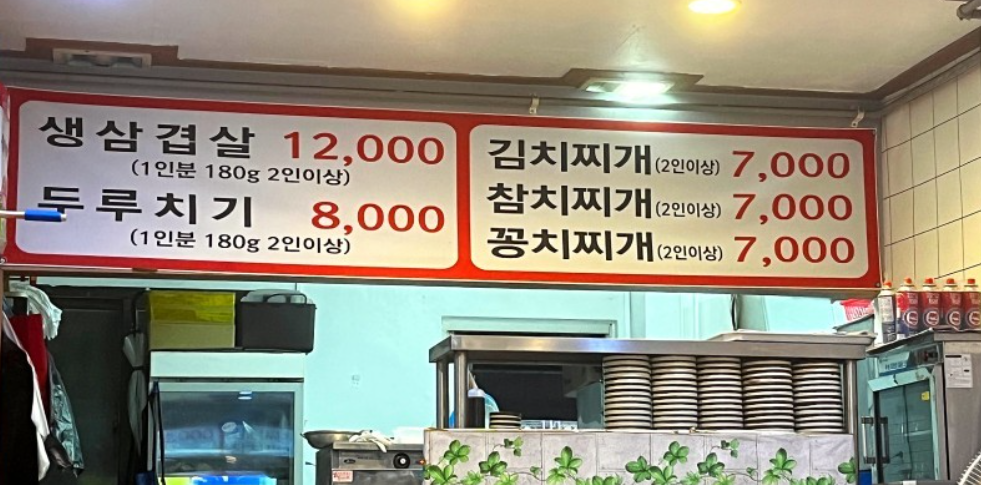 생삼겹살 12,000
(1인분 180g 2인이상)
두루치기 8,000
(1인분 180g 2인이상)
김치찌개(2인이상) 7,000
참치찌개(2인이상) 7,000
꽁치찌개(2인이상) 7,000